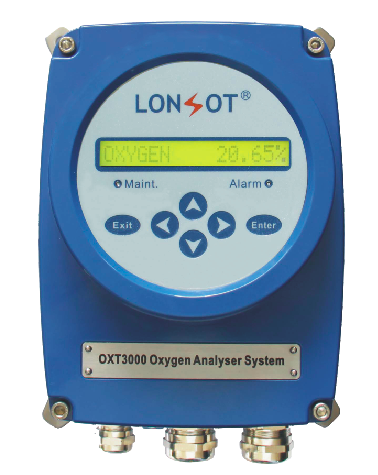 LONSOT®
OXYGEN 20.65%
Maint. Alarm
Exit Enter
OXT3000 Oxygen Analyser System